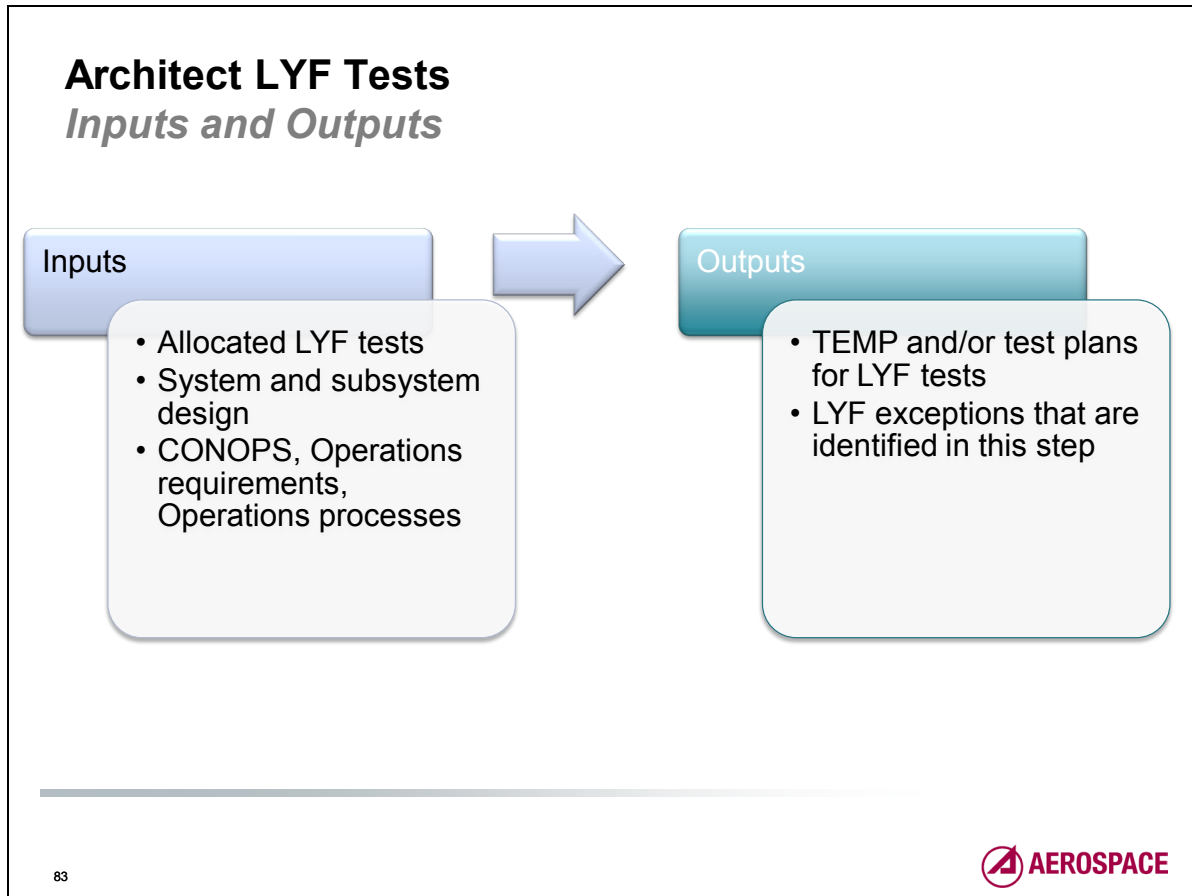 Architect LYF Tests
Inputs and Outputs
Inputs
• Allocated LYF tests
• System and subsystem
design
• CONOPS, Operations
requirements,
Operations processes
Outputs
• TEMP and/or test plans
for LYF tests
• LYF exceptions that are
identified in this step
83
AEROSPACE